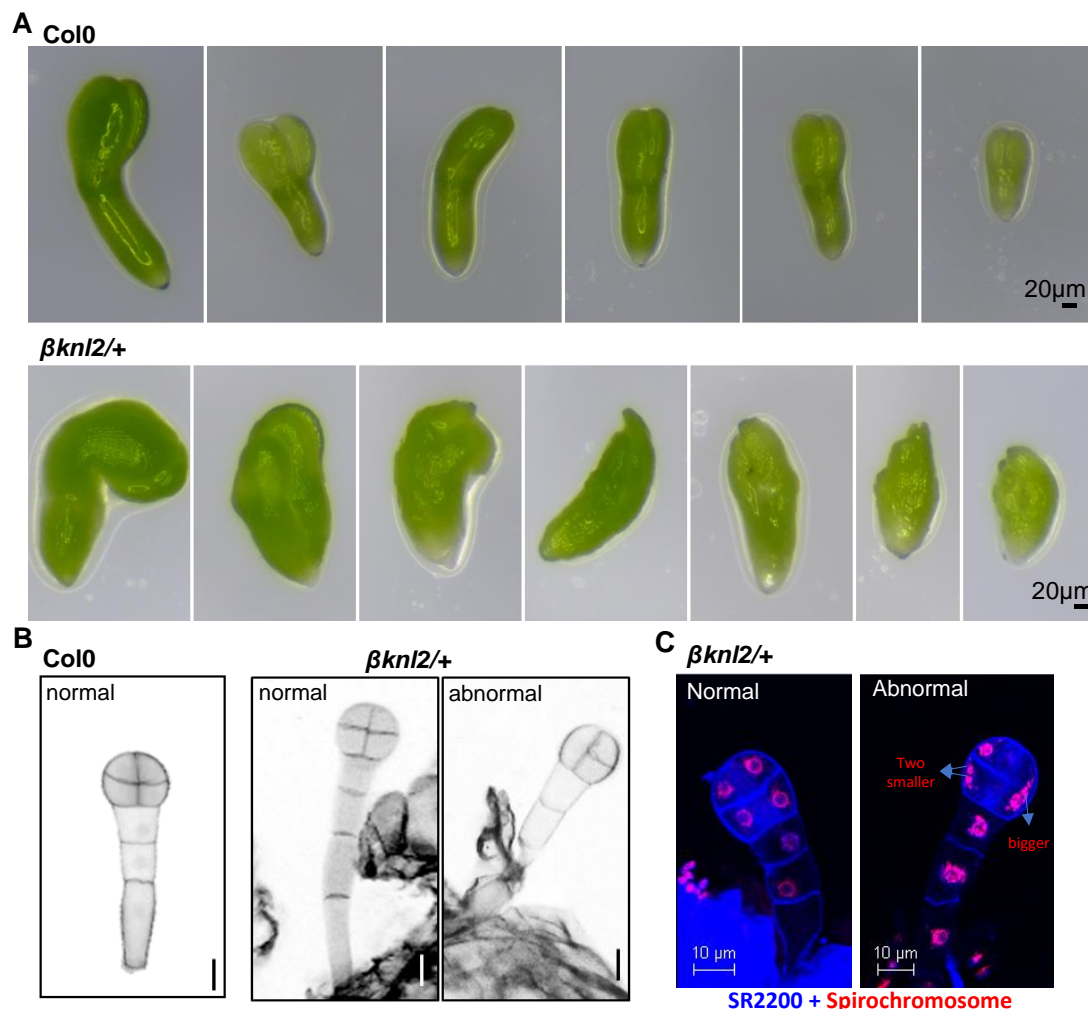 A
Col0
20µm
βknl2/+
20µm
B
Col0
βknl2/+
normal
normal
abnormal
C
βknl2/+
Normal
Abnormal
Two
smaller
bigger
10 µm
10 µm
SR2200 + Spirochromosome